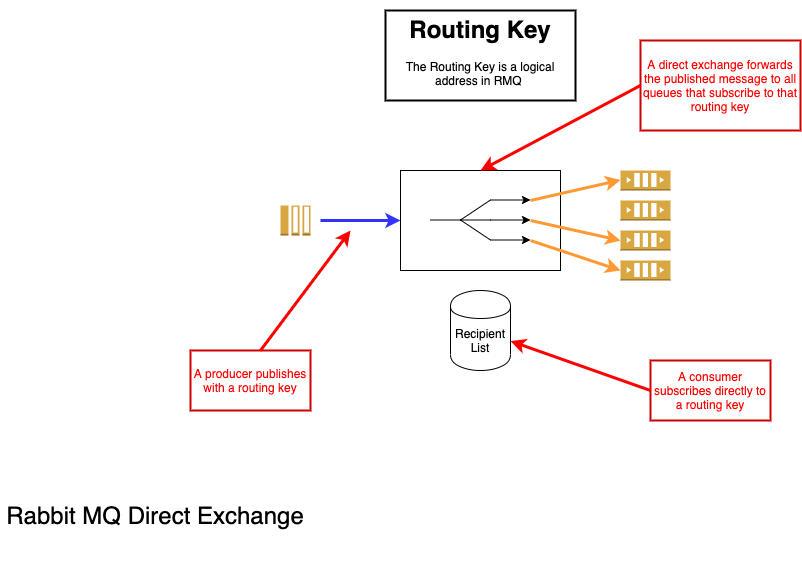 Routing Key
The Routing Key is a logical
address in RMQ
A direct exchange forwards
the published message to all
queues that subscribe to that
routing key
Recipient
List
A producer publishes
with a routing key
A consumer
subscribes directly to
a routing key
Rabbit MQ Direct Exchange